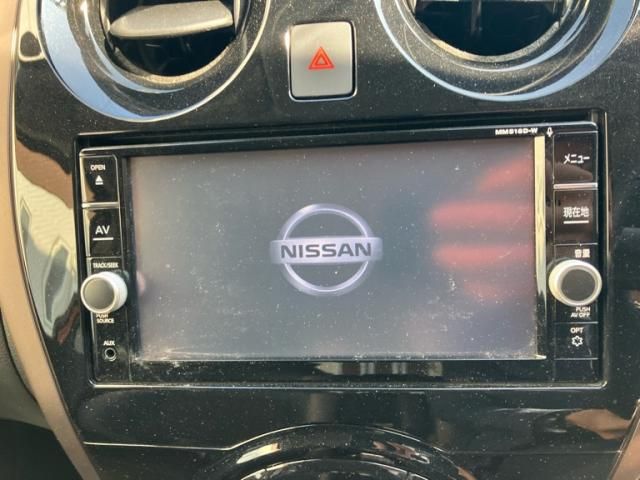 MM518D-W
OPEN
メニュー
AV
現在地
NISSAN
TRACK/SEEK
音量
PUSH
SOURCE
PUSH
AV OFF
AUX
OPT